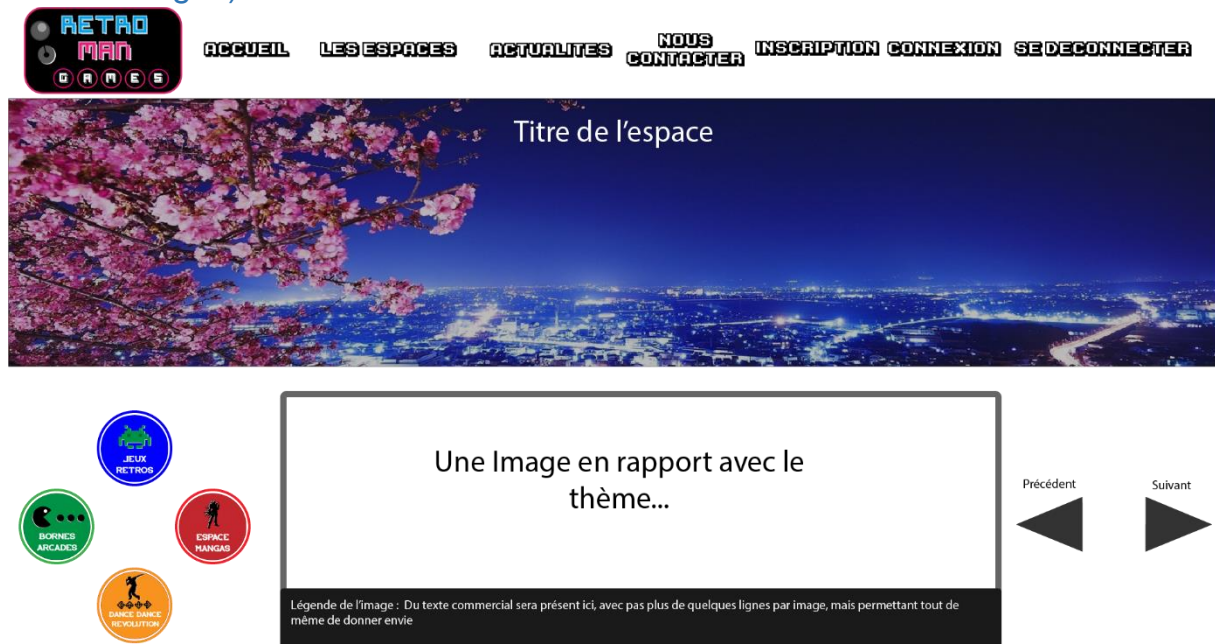 RETRO
MAN
GAMES
ACCUEIL
LES ESPACES
ACTUALITES
NOUS
CONTACTER
INSCRIPTION
CONNEXION
SE DECONNECTER
Titre de l'espace
JEUX
RETROS
BORNES
ARCADES
ESPACE
MANGAS
DANCE DANCE
REVOLUTION
Une Image en rapport avec le
thème...
Précédent
Suivant
Légende de l'image : Du texte commercial sera présent ici, avec pas plus de quelques lignes par image, mais permettant tout de
même de donner envie